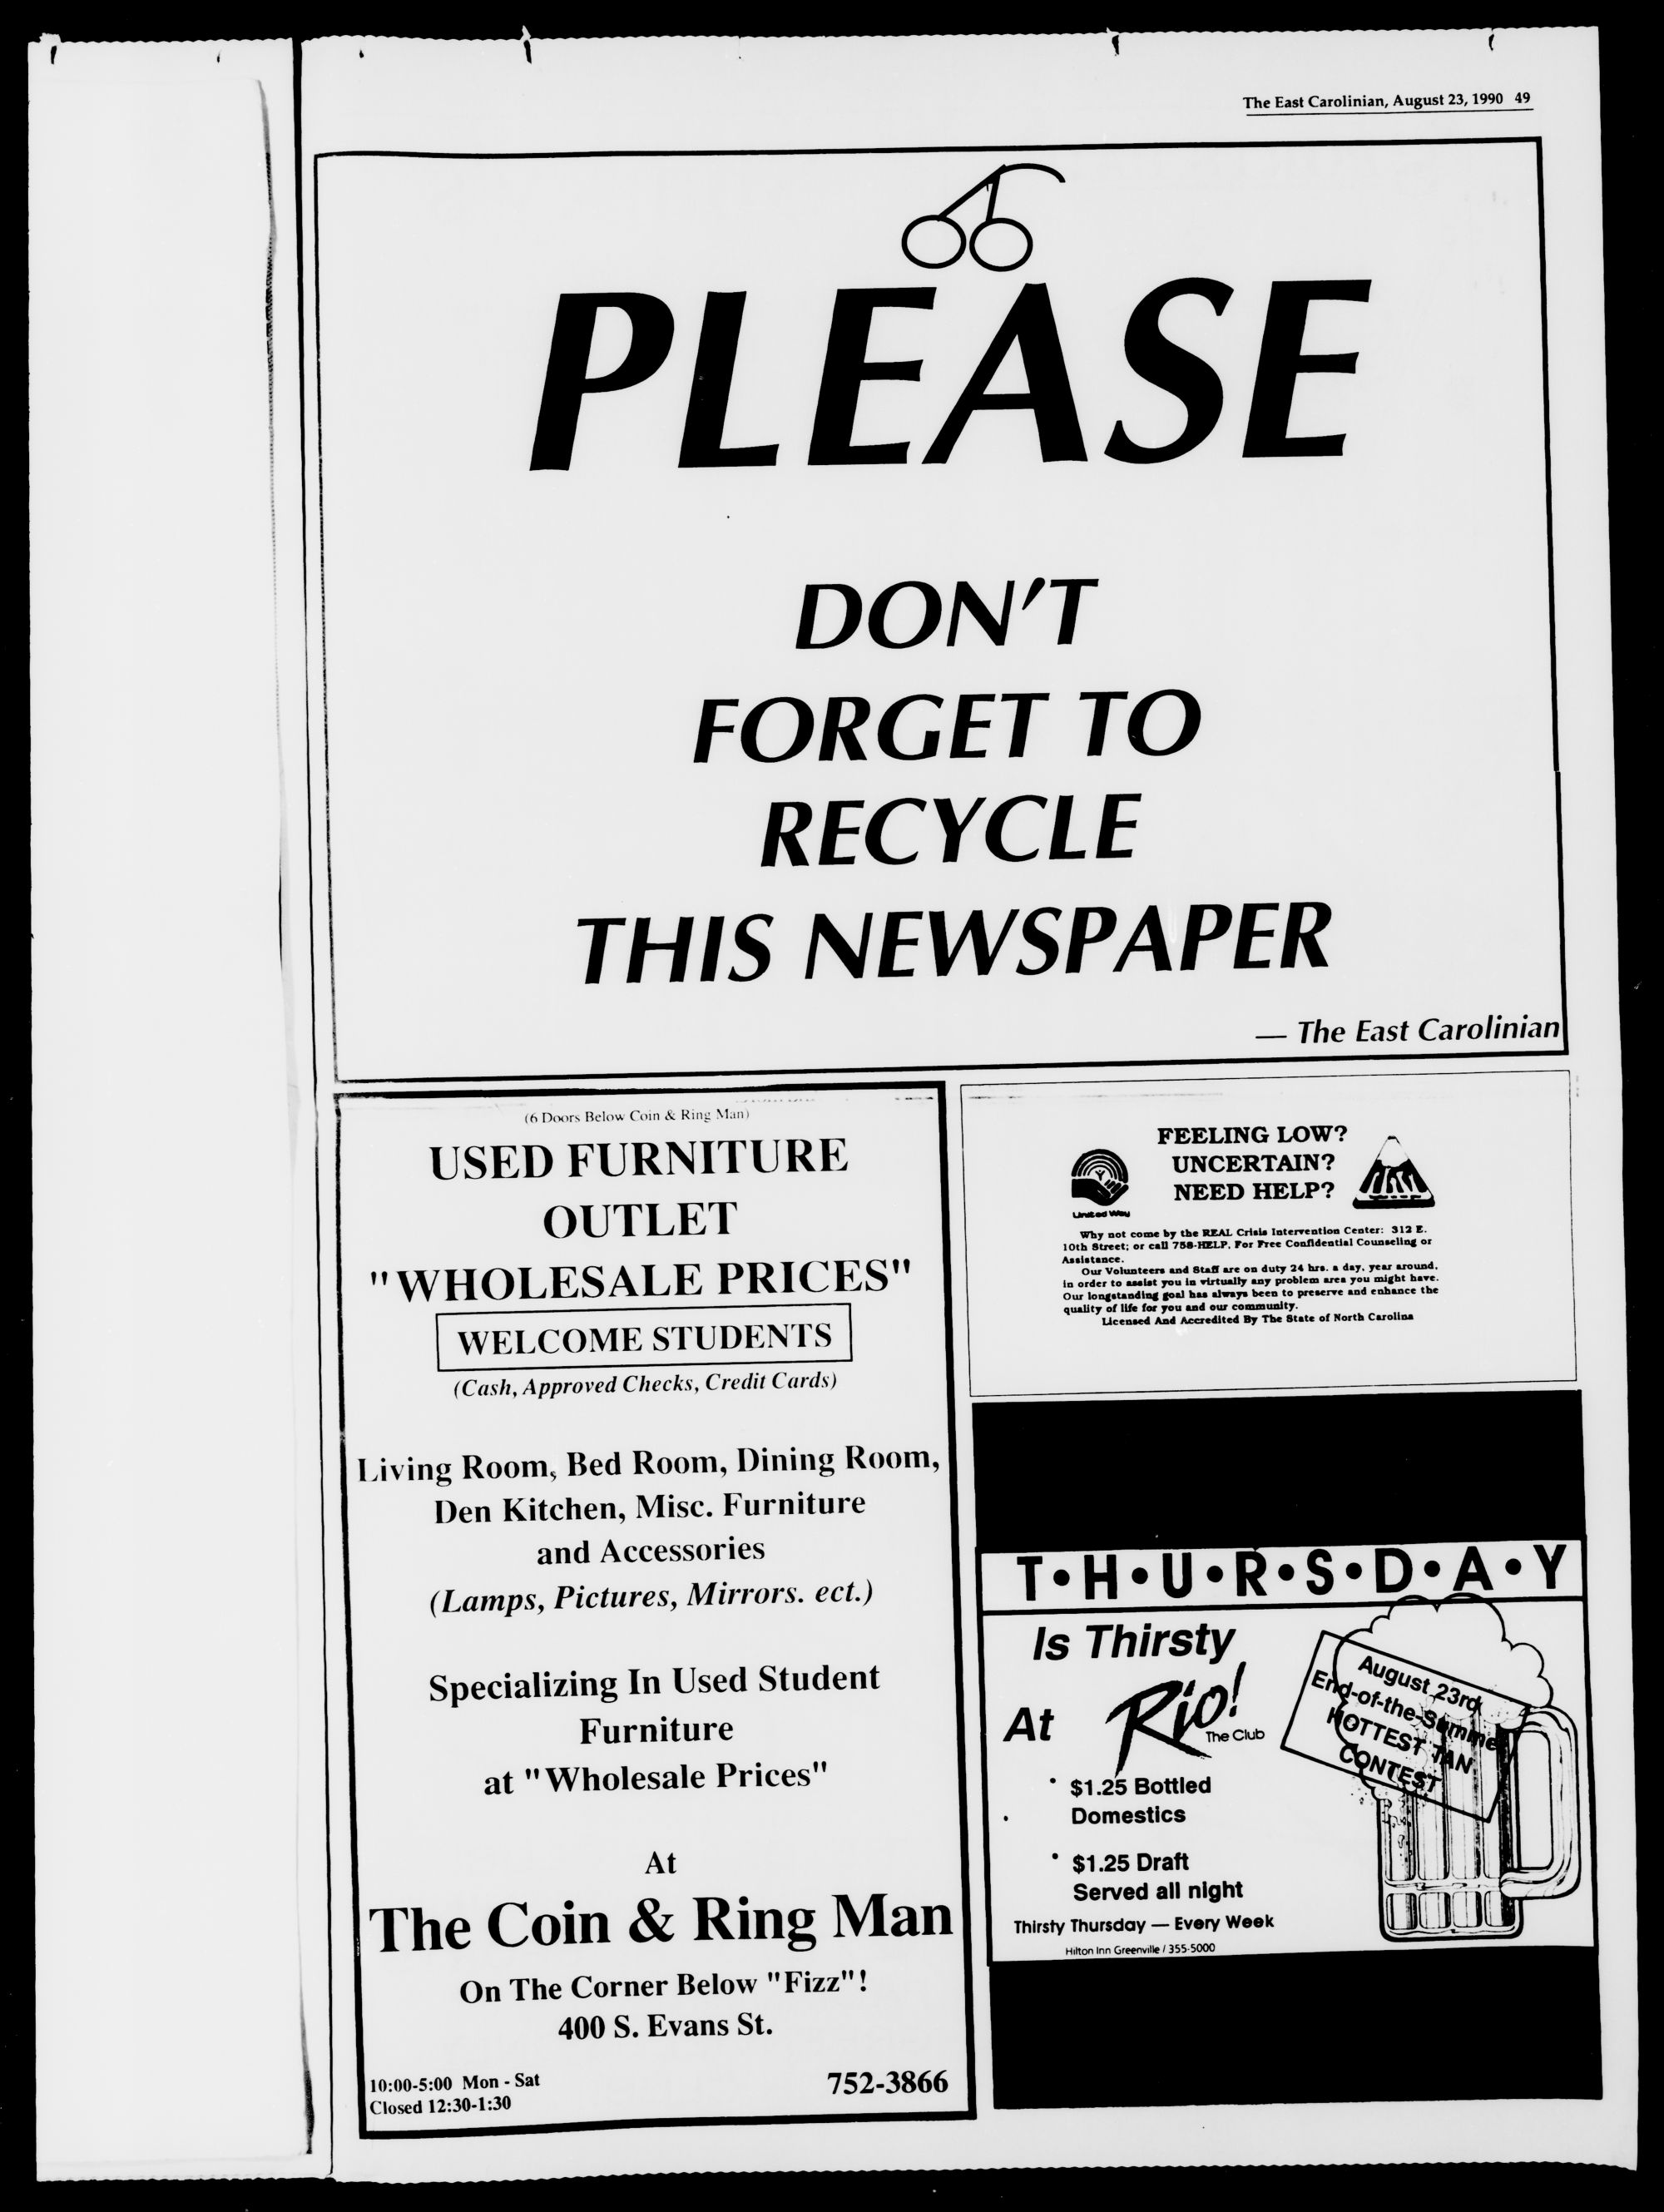 The East Carolinian, August 23, 1990 49
PLEASE
DON'T
FORGET TO
RECYCLE
THIS NEWSPAPER
— The East Carolinian
(6 Doors Below Coin & Ring Man)
USED FURNITURE
OUTLET
"WHOLESALE PRICES"
WELCOME STUDENTS
(Cash, Approved Checks, Credit Cards)
Living Room, Bed Room, Dining Room,
Den Kitchen, Misc. Furniture
and Accessories
(Lamps, Pictures, Mirrors. ect.)
Specializing In Used Student
Furniture
at "Wholesale Prices"
At
The Coin & Ring Man
On The Corner Below "Fizz"!
400 S. Evans St.
10:00-5:00 Mon - Sat
Closed 12:30-1:30
752-3866
FEELING LOW?
UNCERTAIN?
NEED HELP?
United Way
Why not come by the REAL Crisis Intervention Center: 312 E.
10th Street; or call 758-HELP, For Free Confidential Counseling or
Assistance.
Our Volunteers and Staff are on duty 24 hrs. a day, year around,
in order to assist you in virtually any problem area you might have.
Our longstanding goal has always been to preserve and enhance the
quality of life for you and our community.
Licensed And Accredited By The State of North Carolina
T•H•U•R•S•D•A•Y
Is Thirsty
At Rio!
The Club
• $1.25 Bottled
Domestics
• $1.25 Draft
Served all night
Thirsty Thursday — Every Week
Hilton Inn Greenville / 355-5000
August 23rd
End-of-the-Summe
HOTTEST TAN
CONTEST